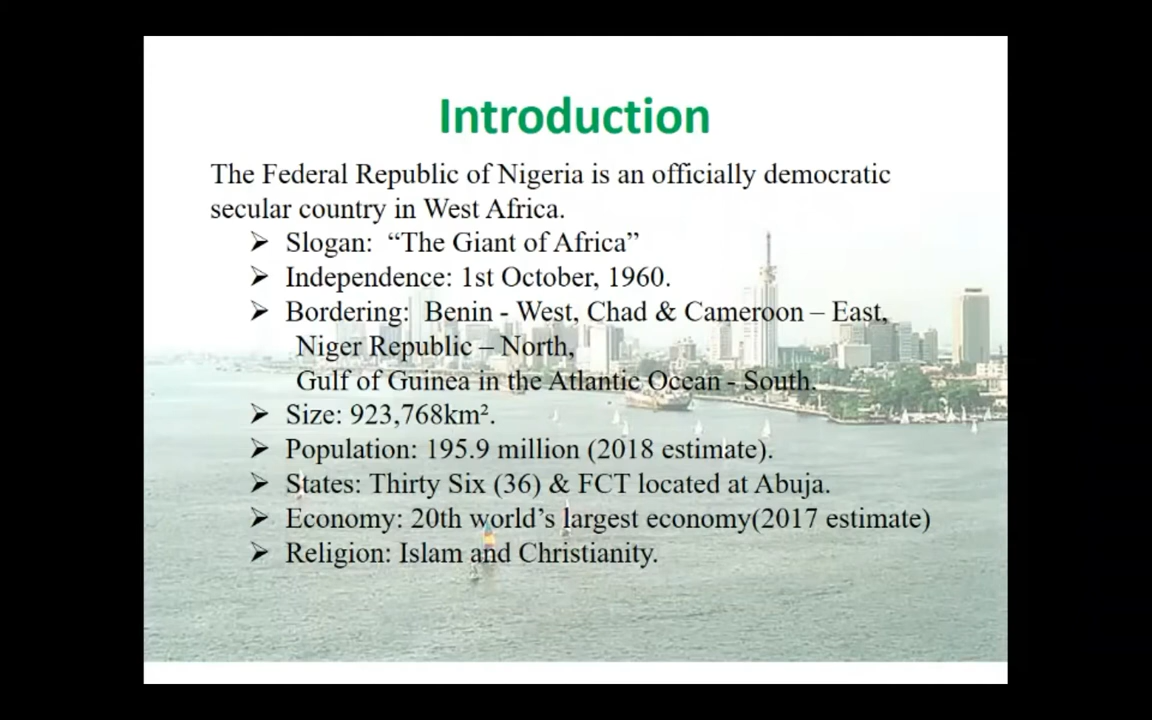 Introduction
The Federal Republic of Nigeria is an officially democratic
secular country in West Africa.
➢ Slogan: “The Giant of Africa”
➢ Independence: 1st October, 1960.
➢ Bordering: Benin - West, Chad & Cameroon – East,
Niger Republic – North,
Gulf of Guinea in the Atlantic Ocean - South.
➢ Size: 923,768km².
➢ Population: 195.9 million (2018 estimate).
➢ States: Thirty Six (36) & FCT located at Abuja.
➢ Economy: 20th world’s largest economy(2017 estimate)
➢ Religion: Islam and Christianity.